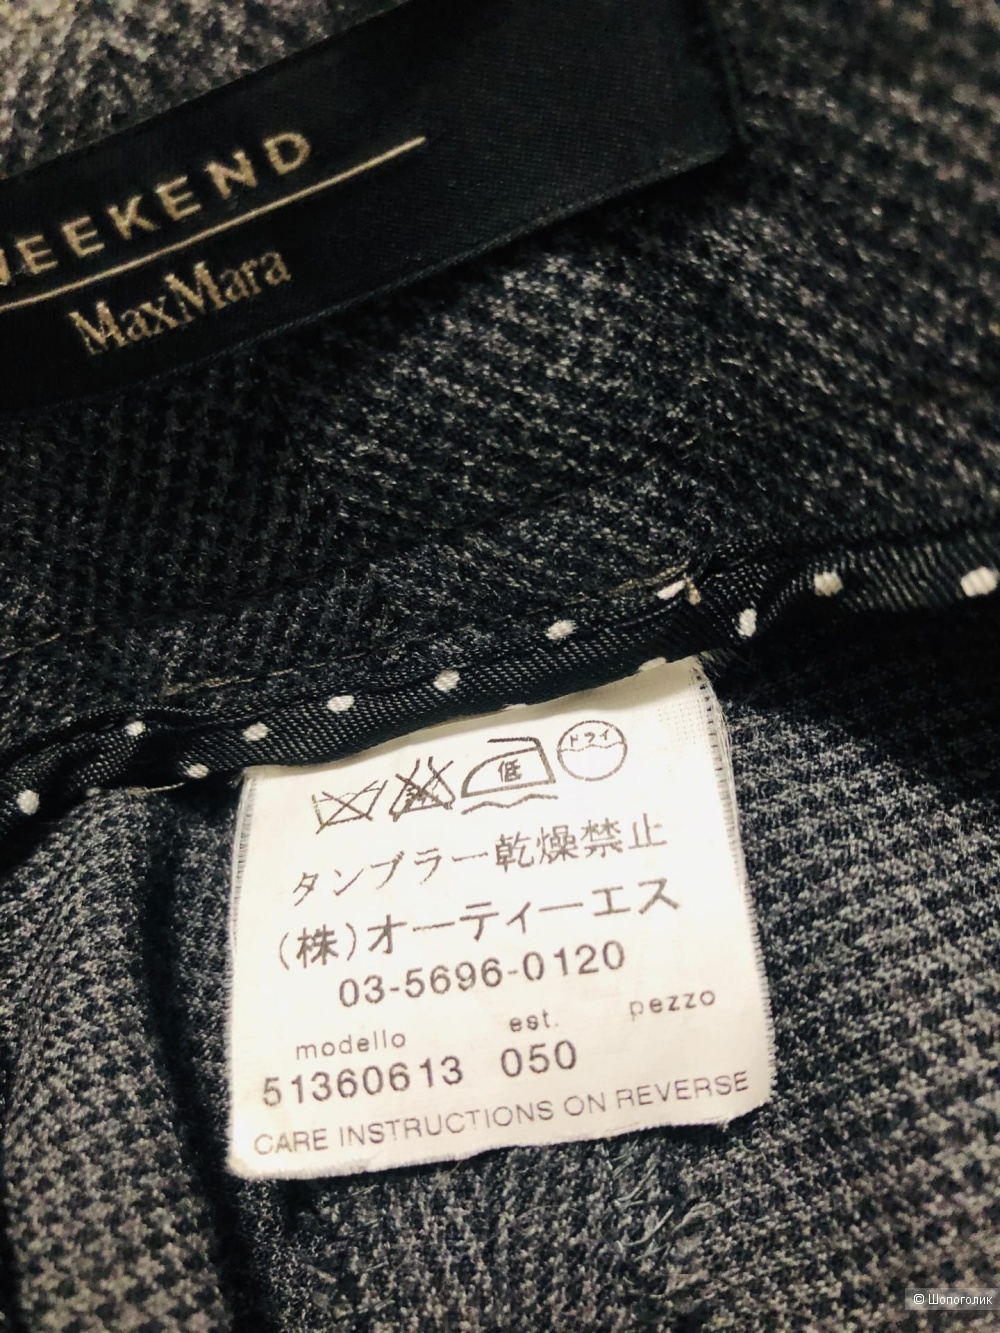 WEEKEND
MaxMara
低
ドライ
タンブラー乾燥禁止
(株)オーティーエス
03-5696-0120
modello est. pezzo
51360613 050
CARE INSTRUCTIONS ON REVERSE
© Шопоголик